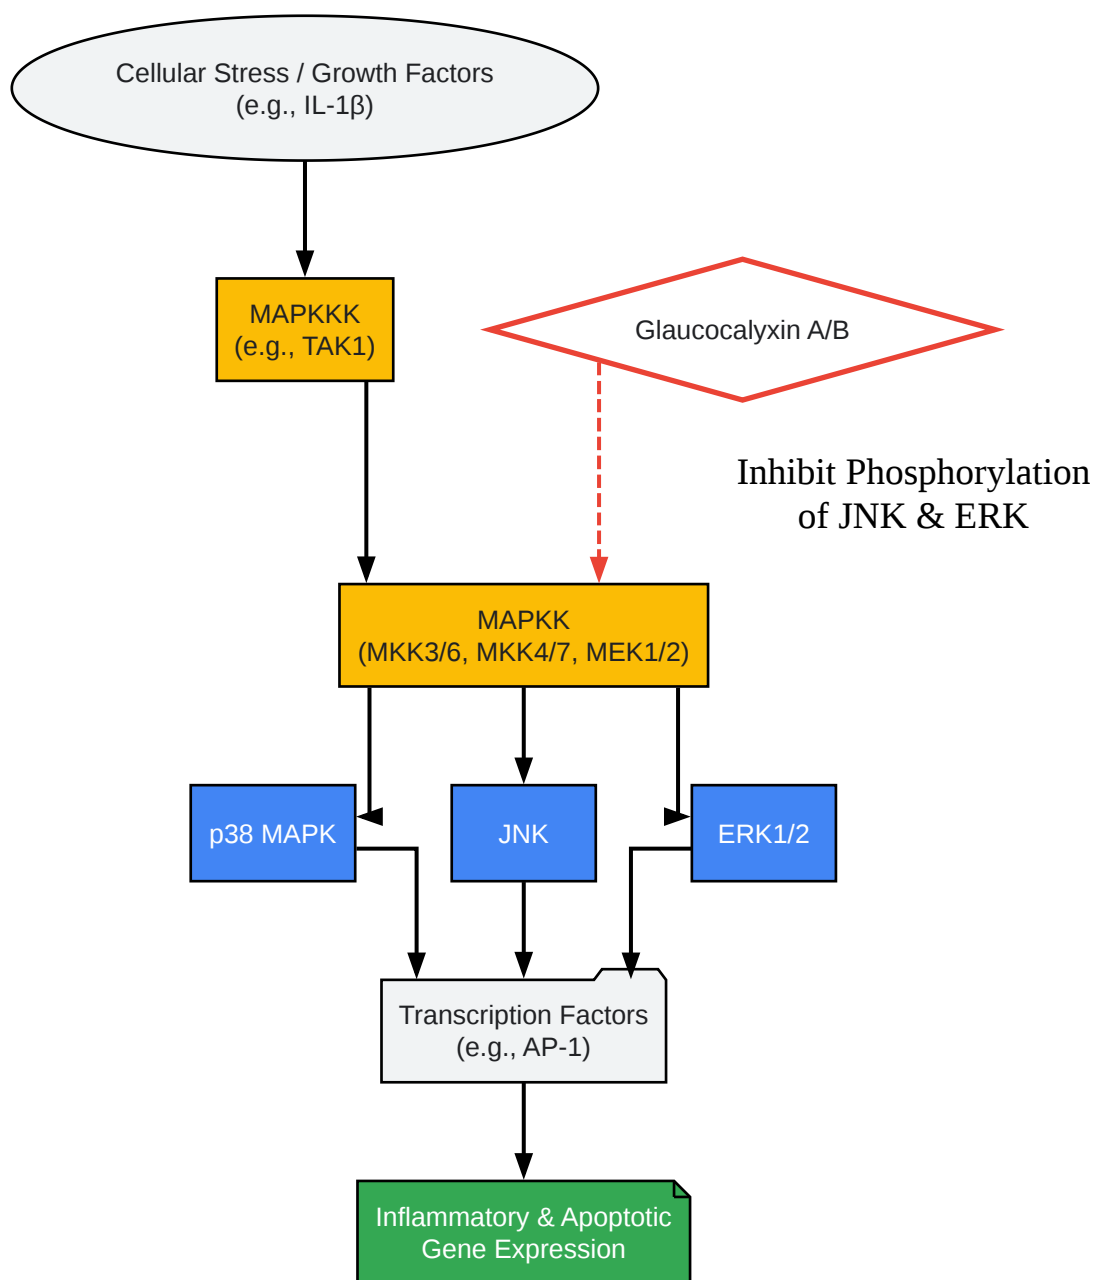 Cellular Stress / Growth Factors
(e.g., IL-1β)
MAPKKK
(e.g., TAK1)
Glaucocalyxin A/B
Inhibit Phosphorylation
of JNK & ERK
MAPKK
(MKK3/6, MKK4/7, MEK1/2)
p38 MAPK
JNK
ERK1/2
Transcription Factors
(e.g., AP-1)
Inflammatory & Apoptotic
Gene Expression